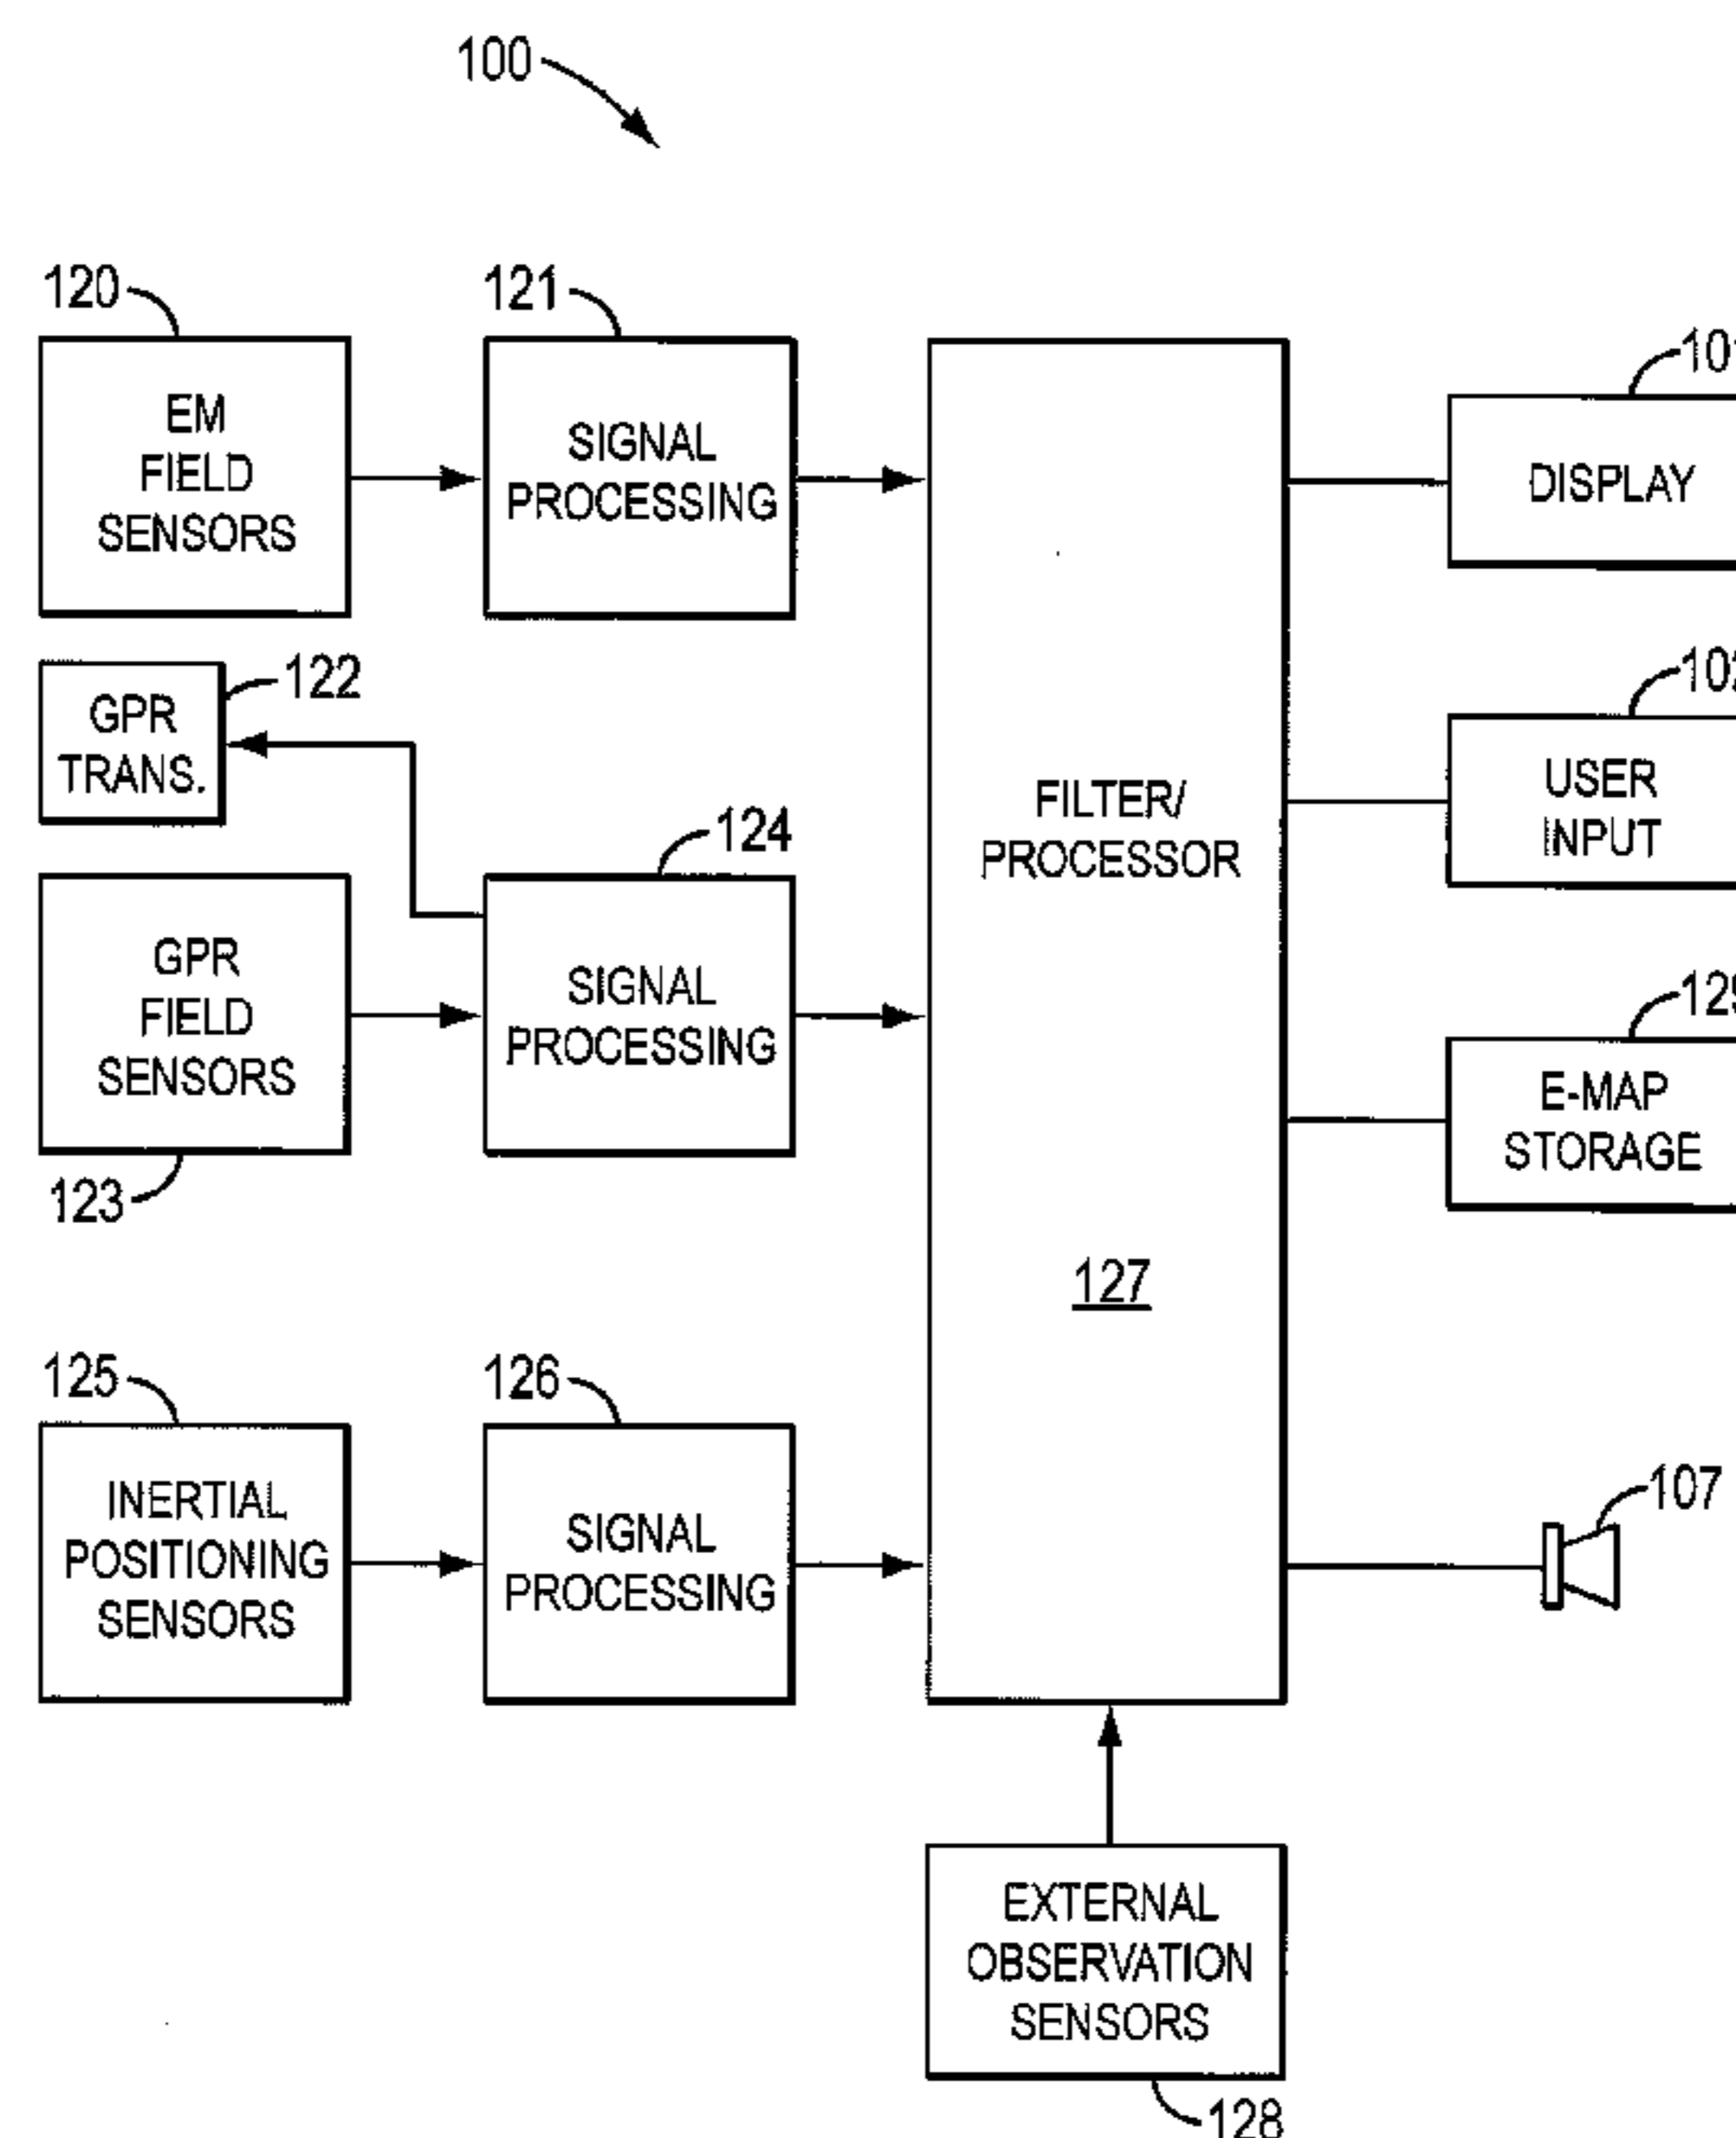 100
120
EM
FIELD
SENSORS
121
SIGNAL
PROCESSING
GPR
TRANS.
122
GPR
FIELD
SENSORS
123
124
SIGNAL
PROCESSING
125
INERTIAL
POSITIONING
SENSORS
126
SIGNAL
PROCESSING
FILTER/
PROCESSOR
127
DISPLAY
USER
INPUT
E-MAP
STORAGE
107
EXTERNAL
OBSERVATION
SENSORS
128